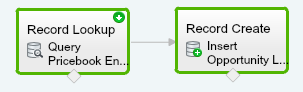 Record Lookup
Query
Pricebook En...
Record Create
Insert
Opportunity L...